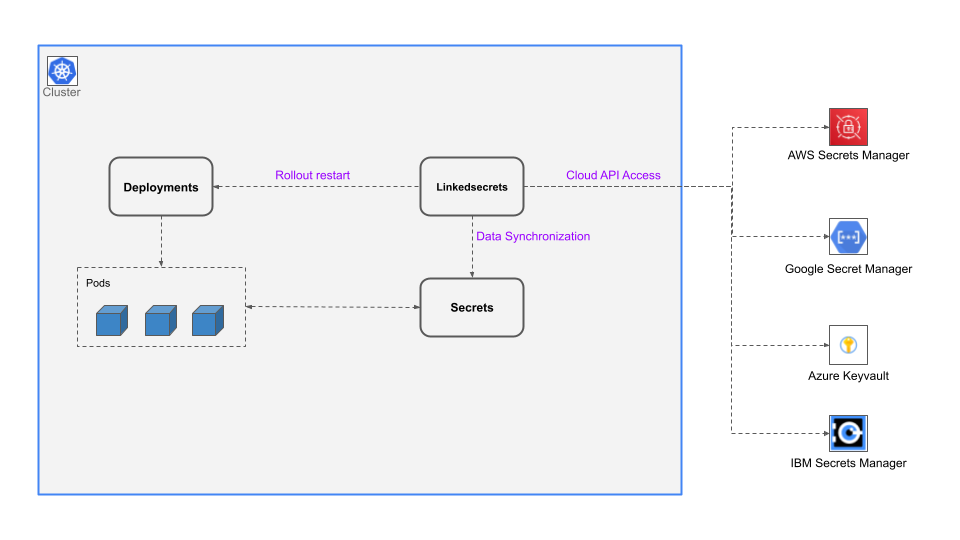 Cluster
Deployments
Rollout restart
Linkedsecrets
Cloud API Access
Data Synchronization
Pods
Secrets
AWS Secrets Manager
Google Secret Manager
Azure Keyvault
IBM Secrets Manager